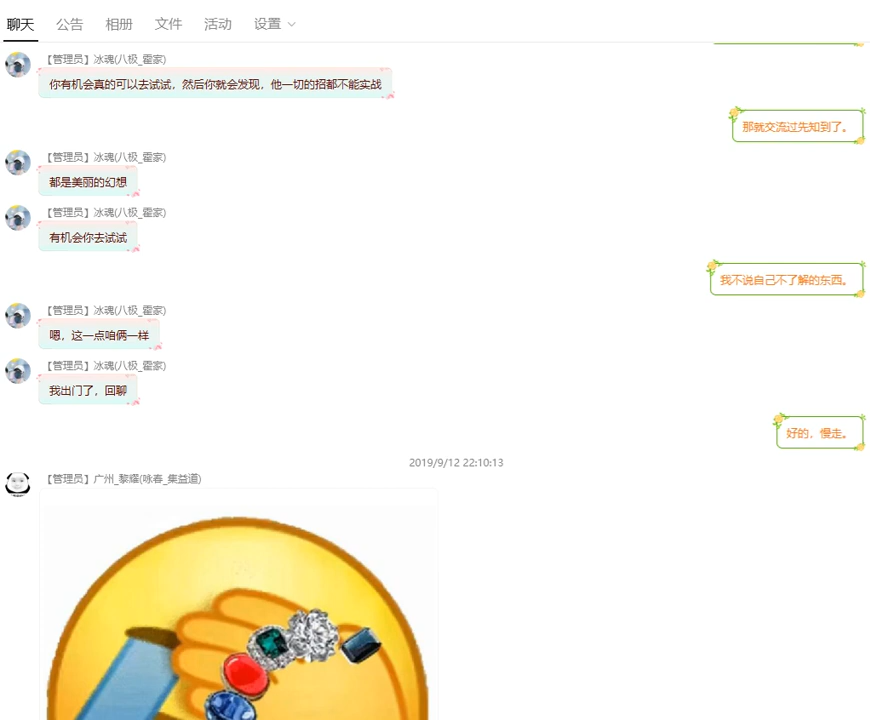 聊天 公告 相册 文件 活动 设置
【管理员】冰魂(八极_霍家)
你有机会真的可以去试试，然后你就会发现，他一切的招都不能实战
那就交流过先知到了。
【管理员】冰魂(八极_霍家)
都是美丽的幻想
【管理员】冰魂(八极_霍家)
有机会你去试试
我不说自己不了解的东西。
【管理员】冰魂(八极_霍家)
嗯，这一点咱俩一样
【管理员】冰魂(八极_霍家)
我出门了，回聊
好的，慢走。
2019/9/12 22:10:13
【管理员】广州_黎耀(咏春_集益道)